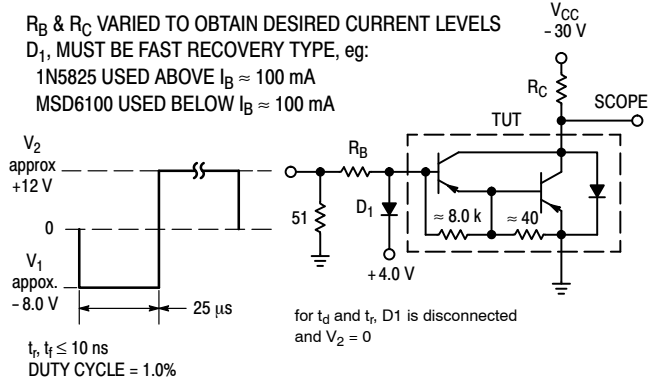 R_B & R_C VARIED TO OBTAIN DESIRED CURRENT LEVELS
D_1, MUST BE FAST RECOVERY TYPE, eg:
1N5825 USED ABOVE I_B ≈ 100 mA
MSD6100 USED BELOW I_B ≈ 100 mA
V_CC
- 30 V
R_C
SCOPE
TUT
V_2
approx
+12 V
0
V_1
appox.
- 8.0 V
25 μs
R_B
51
D_1
+ 4.0 V
≈ 8.0 k
≈ 40
for t_d and t_r, D1 is disconnected
and V_2 = 0
t_r, t_f ≤ 10 ns
DUTY CYCLE = 1.0%